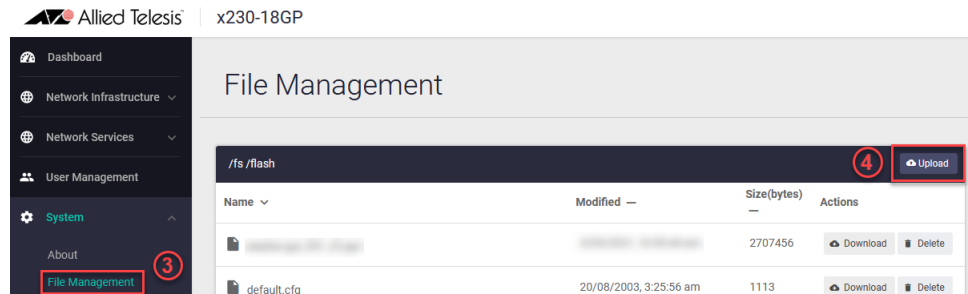 Allied Telesis x230-18GP
Dashboard
Network Infrastructure
Network Services
User Management
System
About
3
File Management
File Management
/fs /flash
4
Upload
Name Modified Size(bytes) Actions
2707456 Download Delete
default.cfg 20/08/2003, 3:25:56 am 1113 Download Delete